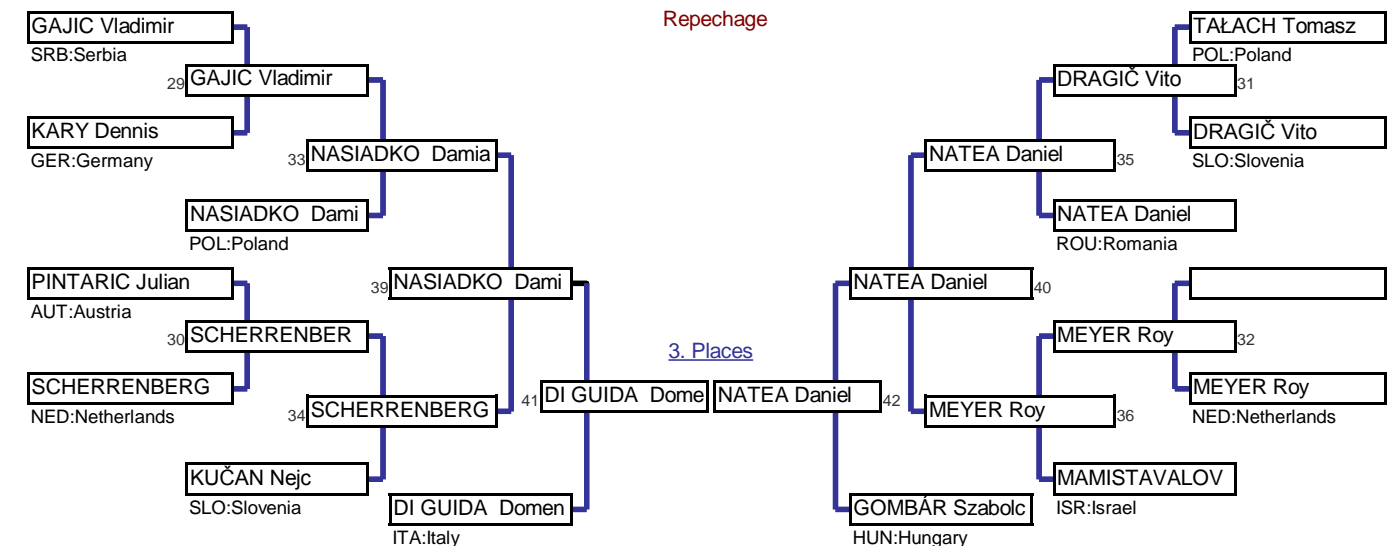 Repechage
GAJIC Vladimir
SRB:Serbia
29 GAJIC Vladimir
KARY Dennis
GER:Germany
33 NASIADKO Damia
NASIADKO Dami
POL:Poland
PINTARIC Julian
AUT:Austria
39 NASIADKO Dami
30 SCHERRENBER
SCHERRENBERG
NED:Netherlands
34 SCHERRENBERG
KUČAN Nejc
SLO:Slovenia
41 DI GUIDA Dome
DI GUIDA Domen
ITA:Italy
3. Places
TAŁACH Tomasz
POL:Poland
DRAGIČ Vito 31
DRAGIČ Vito
SLO:Slovenia
NATEA Daniel 35
NATEA Daniel
ROU:Romania
NATEA Daniel 40
MEYER Roy 32
MEYER Roy
NED:Netherlands
NATEA Daniel 42
MEYER Roy 36
MAMISTAVALOV
ISR:Israel
GOMBÁR Szabolc
HUN:Hungary